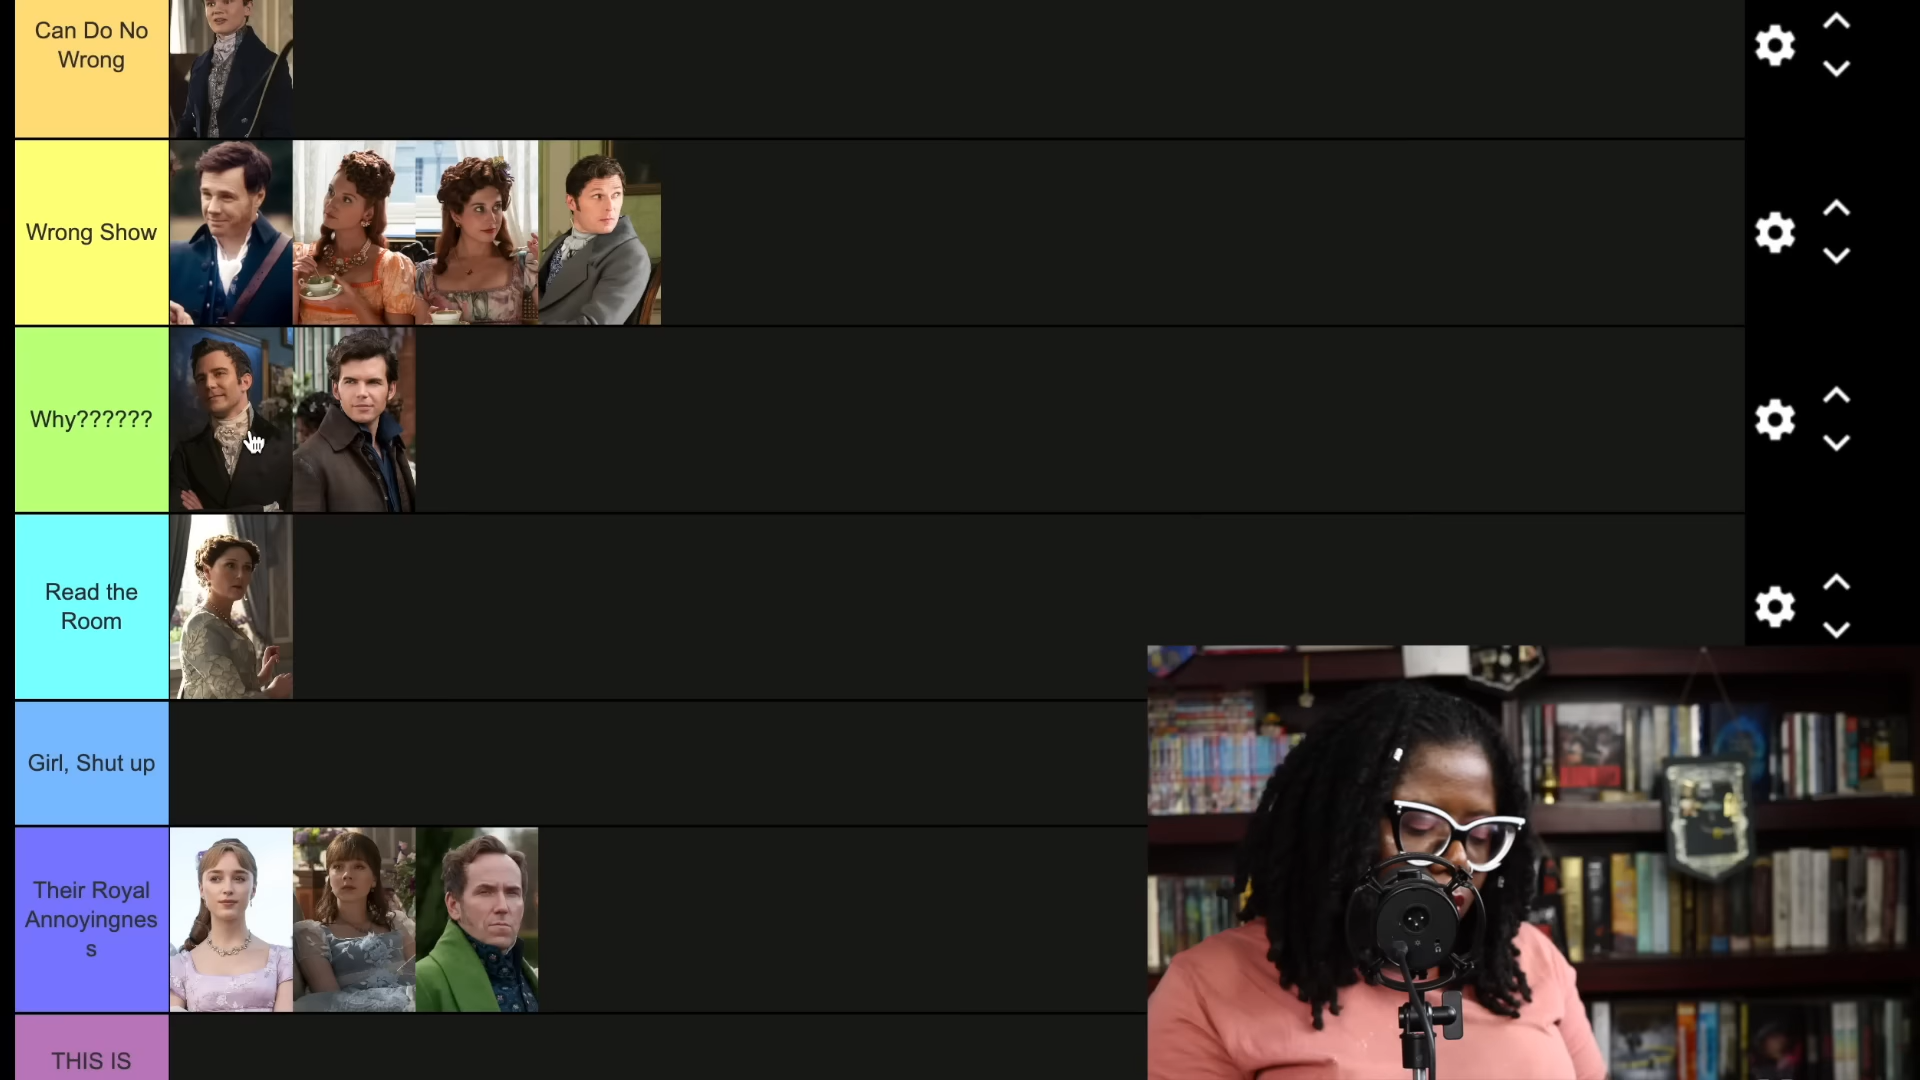 Can Do No
Wrong
Wrong Show
Why??????
Read the
Room
Girl, Shut up
Their Royal
Annoyingnes
s
THIS IS